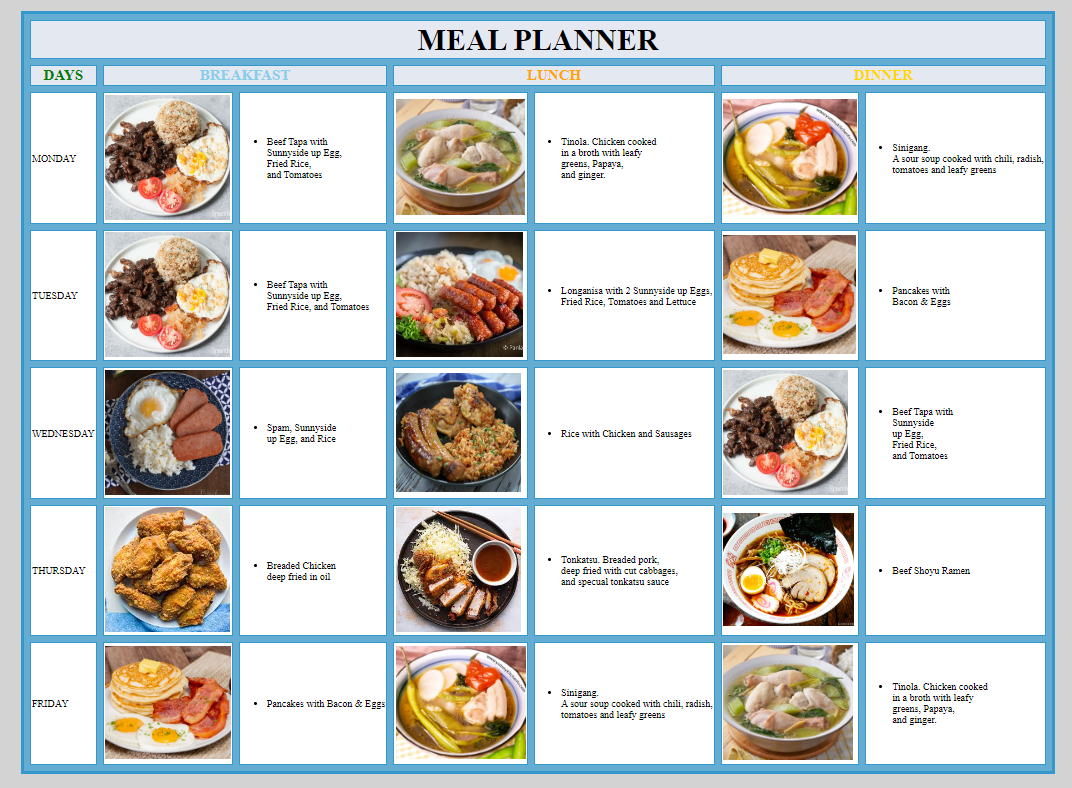 MEAL PLANNER
DAYS BREAKFAST LUNCH DINNER
MONDAY
• Beef Tapa with
Sunnyside up Egg,
Fried Rice,
and Tomatoes
• Tinola. Chicken cooked
in a broth with leafy
greens, Papaya,
and ginger.
• Sinigang.
A sour soup cooked with chili, radish,
tomatoes and leafy greens
TUESDAY
• Beef Tapa with
Sunnyside up Egg,
Fried Rice, and Tomatoes
• Longanisa with 2 Sunnyside up Eggs,
Fried Rice, Tomatoes and Lettuce
• Pancakes with
Bacon & Eggs
WEDNESDAY
• Spam, Sunnyside
up Egg, and Rice
• Rice with Chicken and Sausages
• Beef Tapa with
Sunnyside
up Egg,
Fried Rice,
and Tomatoes
THURSDAY
• Breaded Chicken
deep fried in oil
• Tonkatsu. Breaded pork,
deep fried with cut cabbages,
and specual tonkatsu sauce
• Beef Shoyu Ramen
FRIDAY
• Pancakes with Bacon & Eggs
• Sinigang.
A sour soup cooked with chili, radish,
tomatoes and leafy greens
• Tinola. Chicken cooked
in a broth with leafy
greens, Papaya,
and ginger.